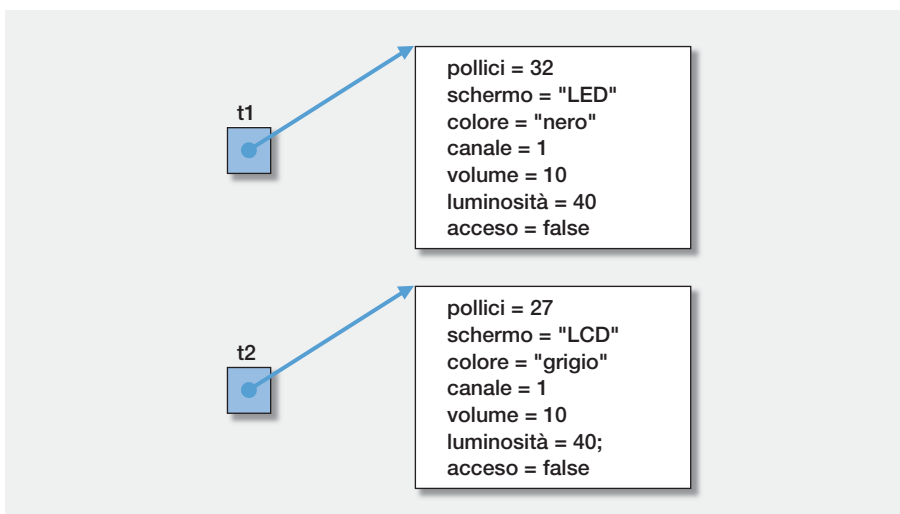 t1
pollici = 32
schermo = "LED"
colore = "nero"
canale = 1
volume = 10
luminosità = 40
acceso = false
t2
pollici = 27
schermo = "LCD"
colore = "grigio"
canale = 1
volume = 10
luminosità = 40;
acceso = false